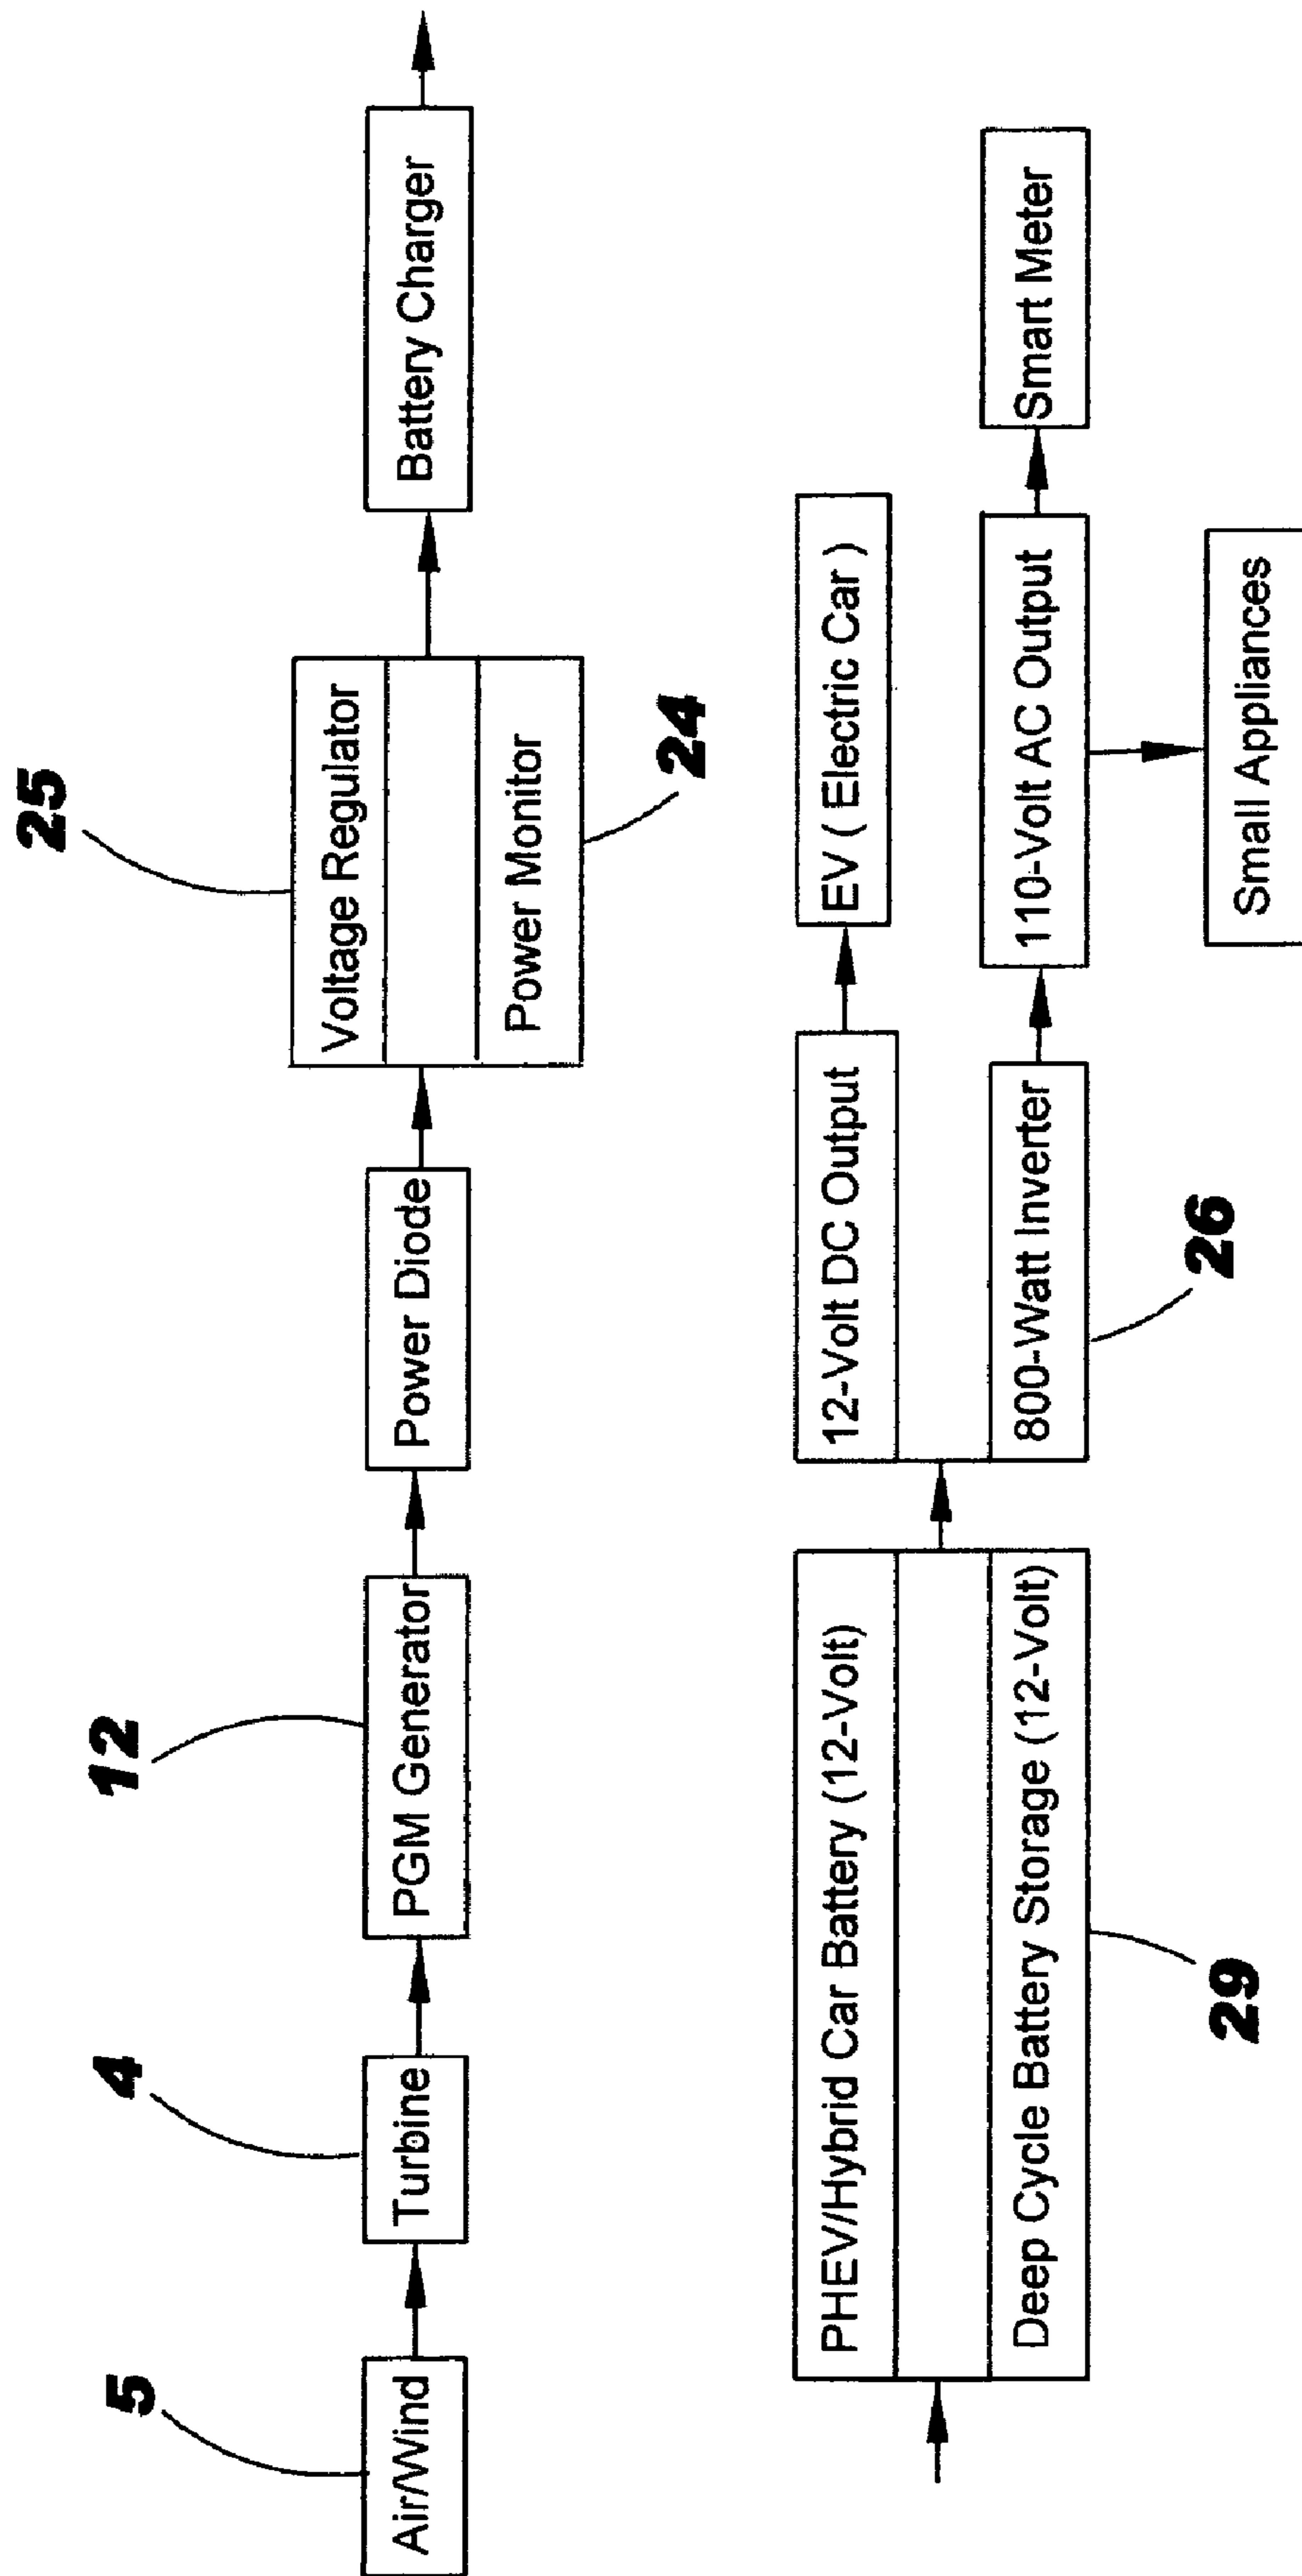 5
4
12
25
Air/Wind
Turbine
PGM Generator
Power Diode
Voltage Regulator
Power Monitor
24
Battery Charger
PHEV/Hybrid Car Battery (12-Volt)
Deep Cycle Battery Storage (12-Volt)
29
12-Volt DC Output
800-Watt Inverter
26
EV ( Electric Car )
110-Volt AC Output
Smart Meter
Small Appliances